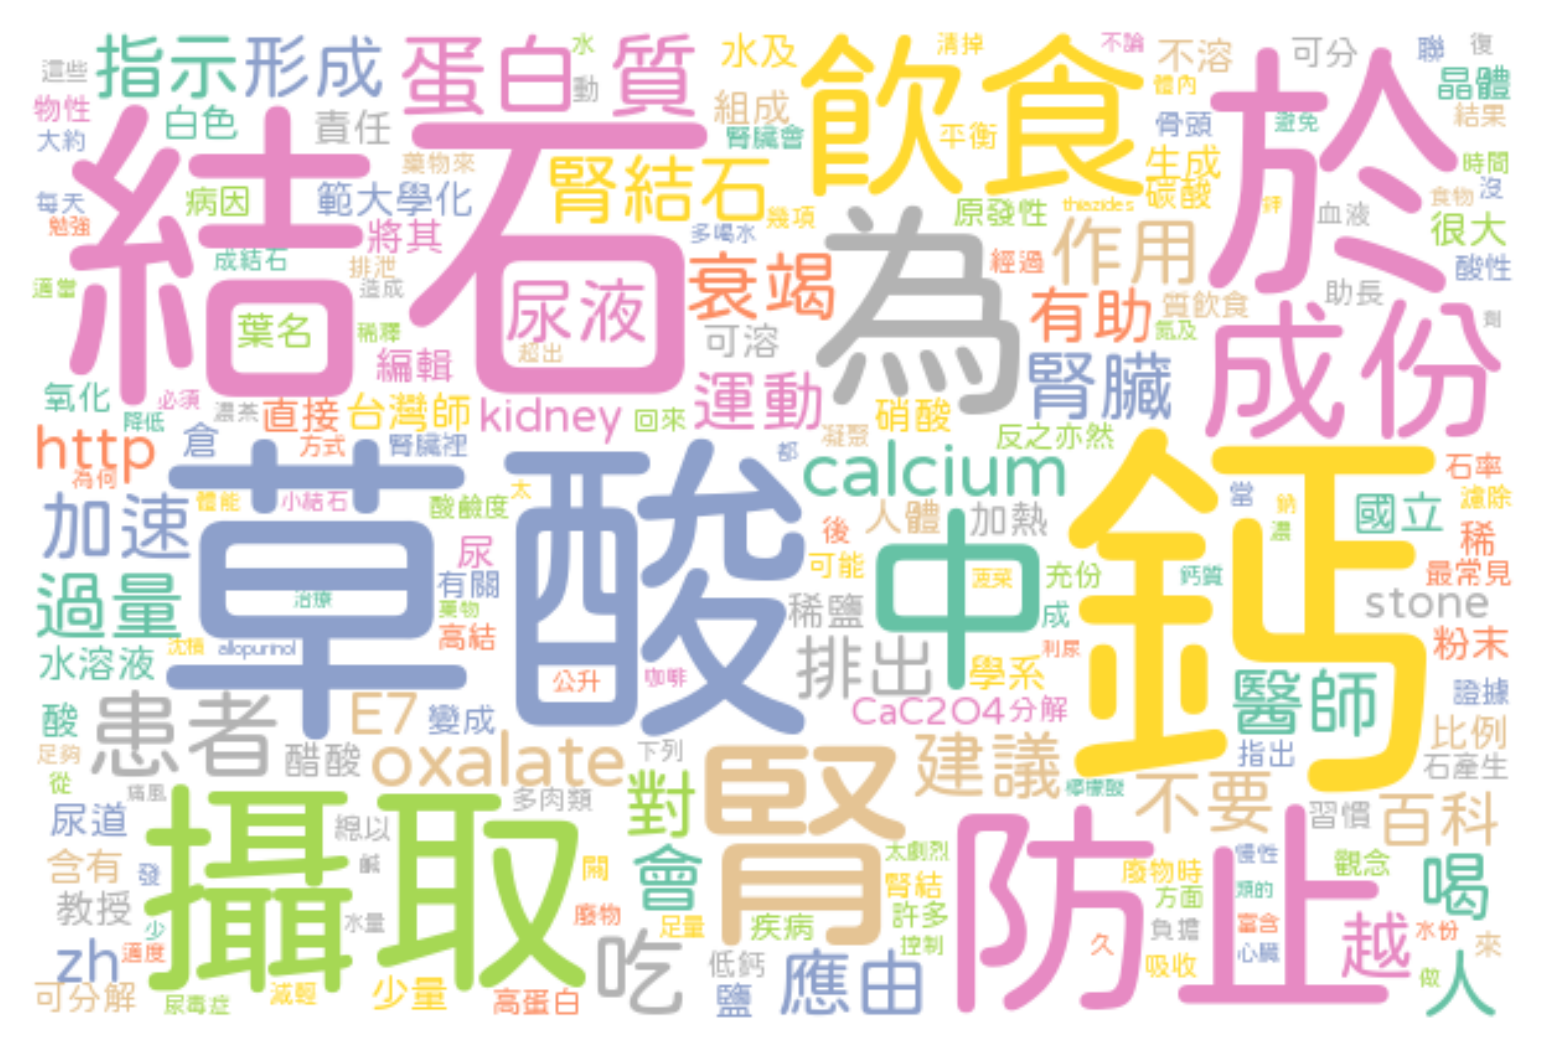 這些 指示 形成 蛋白質 水 動 水及 飲食 清掉 不論 不溶 可分 聯 復
物性 白色 責任 組成 體內 於 晶體
大約 結石 藥物來 腎結石 腎臟會 平衡 骨頭 避免 結果
每天 病因 範大學化 幾項 原發性 thiazides 生成 碳酸 鉀 食物 沒 時間
勉強 將其 多喝水 為 作用 血液 很大
適當 成結石 排泄 造成 尿液 衰竭 經過 有助 質飲食 助長 酸性
葉名 稀釋 超出 可溶 氮及 成份 劑
氧化 必須 編輯 運動 腎臟
降低 濃茶 直接 台灣師 kidney 回來 硝酸 反之亦然
http 倉 方式 腎臟裡 凝聚 都 calcium 石率
為何 草酸 鈣
加速 體能 小結石 酸鹼度 太 後 人體 加熱 當 鈉 濃 國立 濾除
過量 治療 尿 有關 可能 中 菠菜 充份 鈣質 稀 最常見
沈積 allopurinol 藥物 高結 稀鹽 成 利尿 stone 粉末
水溶液 公升 咖啡 排出 學系 醫師 證據
酸 患者 E7 變成 CaC2O4 分解 比例
足夠 醋酸 oxalate 下列 腎 建議 指出 石產生
從 痛風 多肉類 對 檸檬酸 不要 習慣 百科
尿道 攝取 總以 防止
含有 發 鹼 關 會 太劇烈 廢物時 慢性 觀念 喝
教授 少 水量 廢物 足量 疾病 腎結 許多 方面 類的 富含
zh 適度 吃 低鈣 控制 久 負擔 吸收 心臟 越 水份 來
可分解 尿毒症 減輕 少量 高蛋白 鹽 應由 做 人